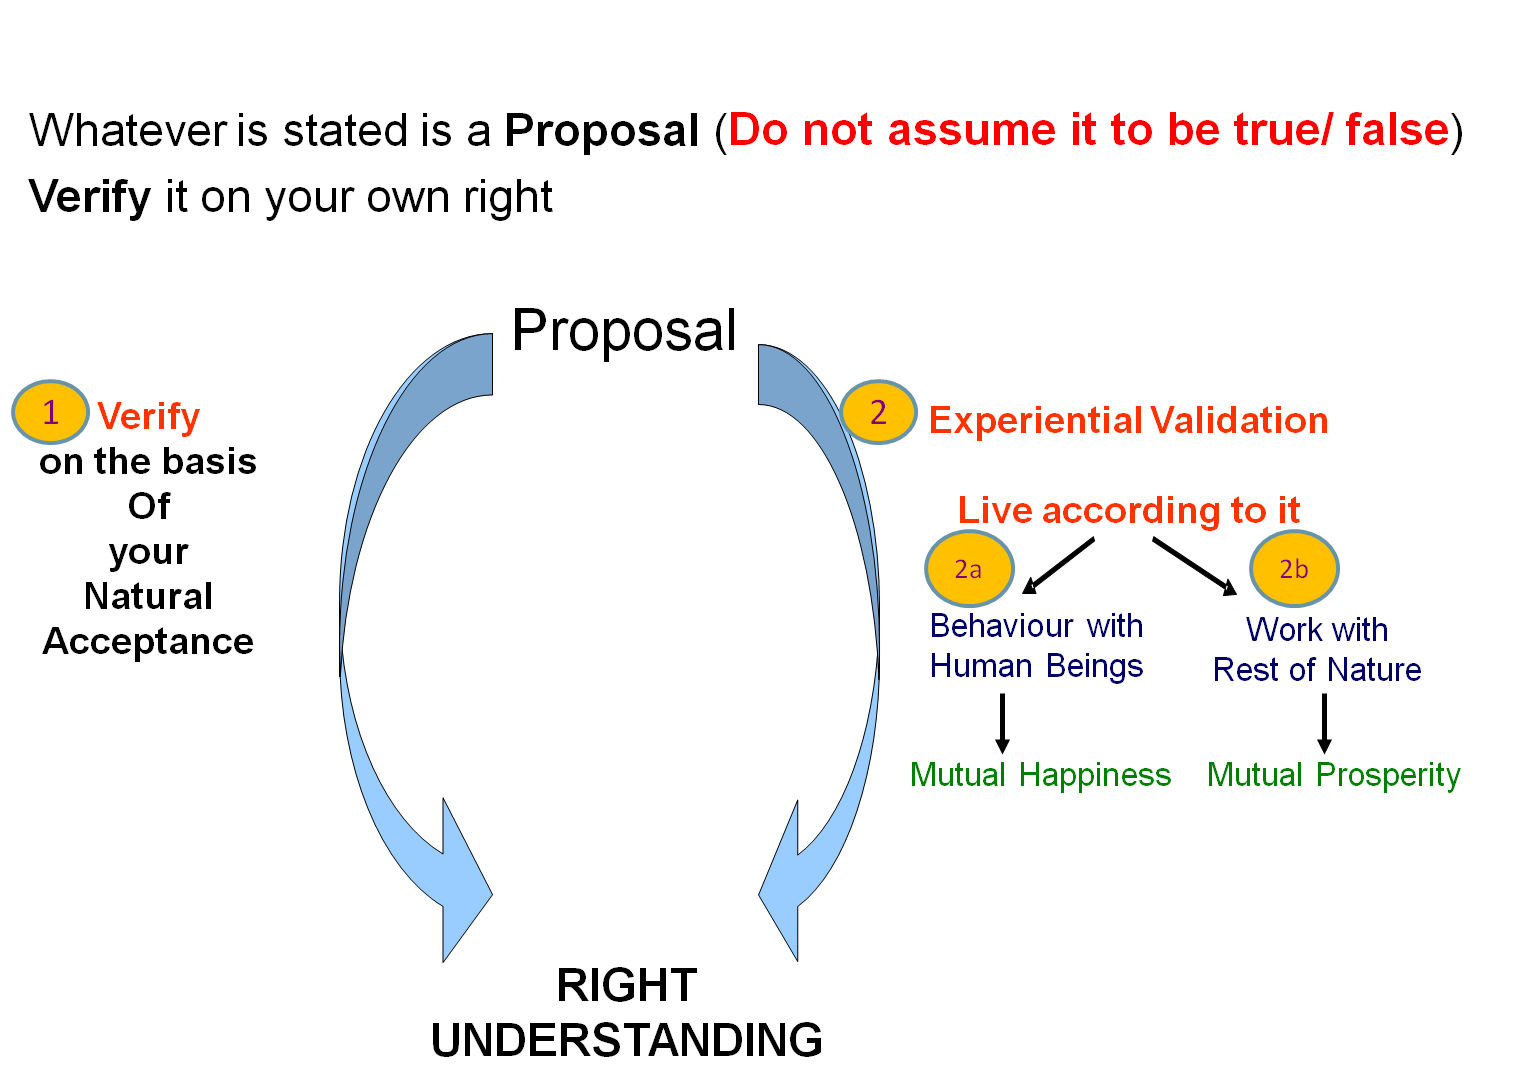 Whatever is stated is a Proposal (Do not assume it to be true/ false)
Verify it on your own right
Proposal
1 Verify
on the basis
Of
your
Natural
Acceptance
2 Experiential Validation
Live according to it
2a
Behaviour with
Human Beings
Mutual Happiness
2b
Work with
Rest of Nature
Mutual Prosperity
RIGHT
UNDERSTANDING